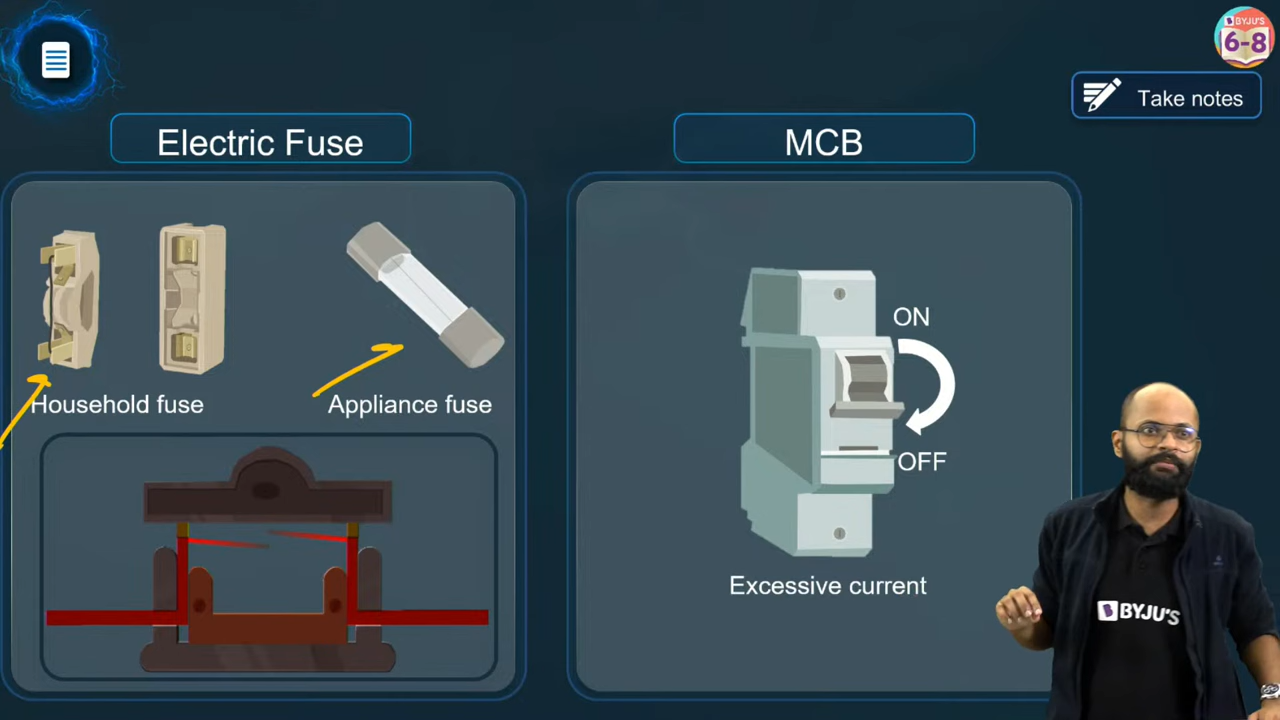 BYJU'S
6-8
Take notes
Electric Fuse
MCB
Household fuse
Appliance fuse
ON
OFF
Excessive current
BYJU'S